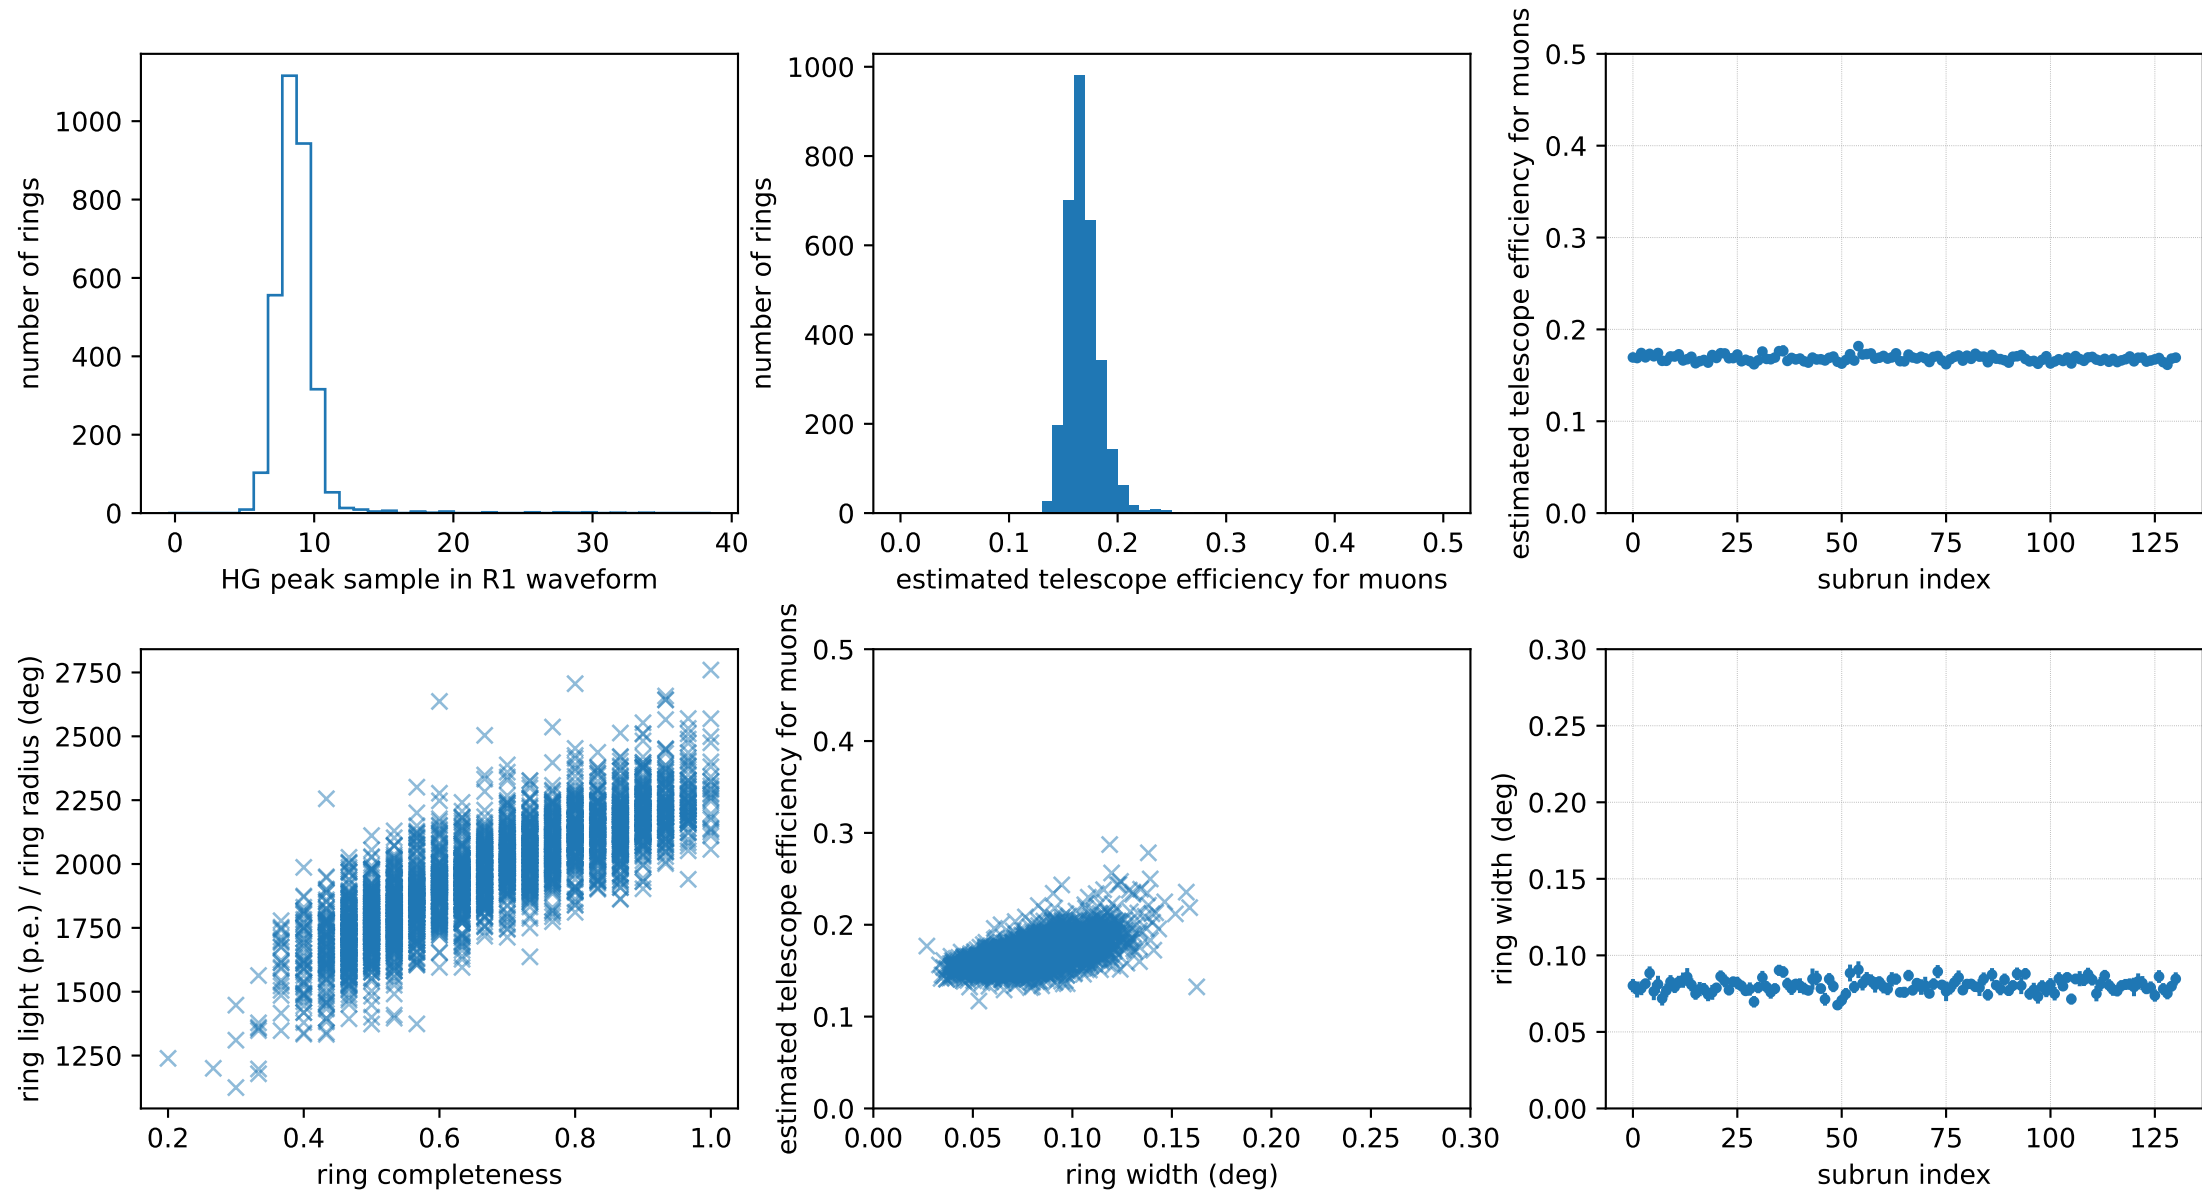 number of rings
1000
800
600
400
200
0
0 10 20 30 40
HG peak sample in R1 waveform
number of rings
1000
800
600
400
200
0
0.0 0.1 0.2 0.3 0.4 0.5
estimated telescope efficiency for muons
estimated telescope efficiency for muons
0.5
0.4
0.3
0.2
0.1
0.0
0 25 50 75 100 125
subrun index
ring light (p.e.) / ring radius (deg)
2750
2500
2250
2000
1750
1500
1250
0.2 0.4 0.6 0.8 1.0
ring completeness
estimated telescope efficiency for muons
0.5
0.4
0.3
0.2
0.1
0.0
0.00 0.05 0.10 0.15 0.20 0.25 0.30
ring width (deg)
ring width (deg)
0.30
0.25
0.20
0.15
0.10
0.05
0.00
0 25 50 75 100 125
subrun index